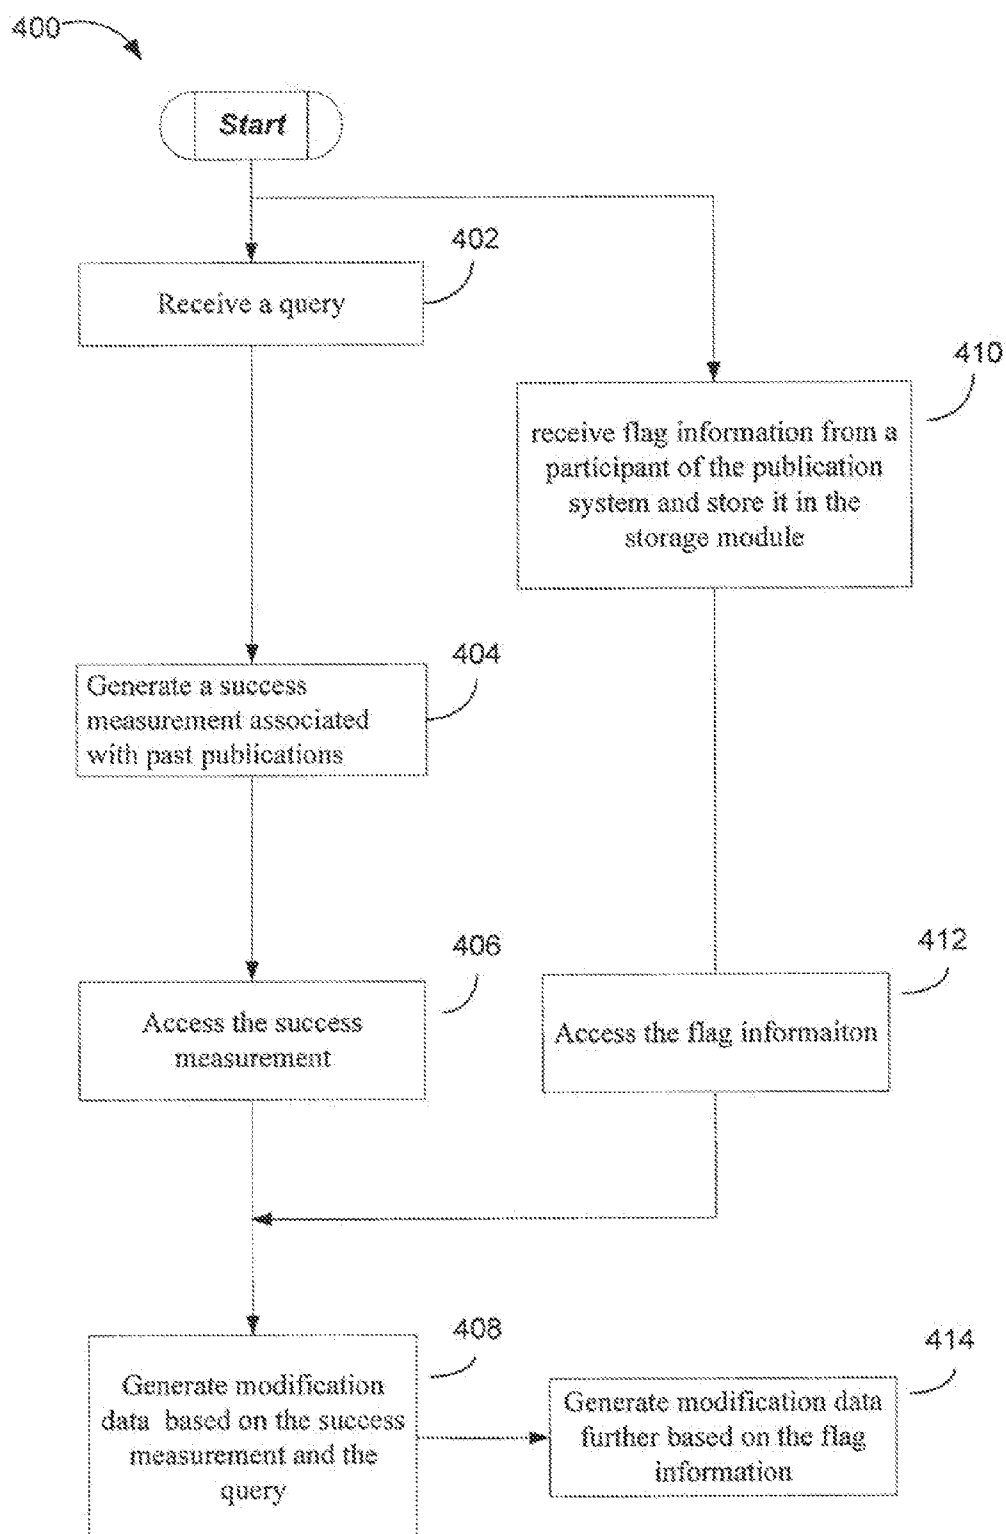 400
Start
402
Receive a query
410
receive flag information from a
participant of the publication
system and store it in the
storage module
404
Generate a success
measurement associated
with past publications
406
Access the success
measurement
412
Access the flag informaiton
408
Generate modification
data based on the success
measurement and the
query
414
Generate modification data
further based on the flag
information